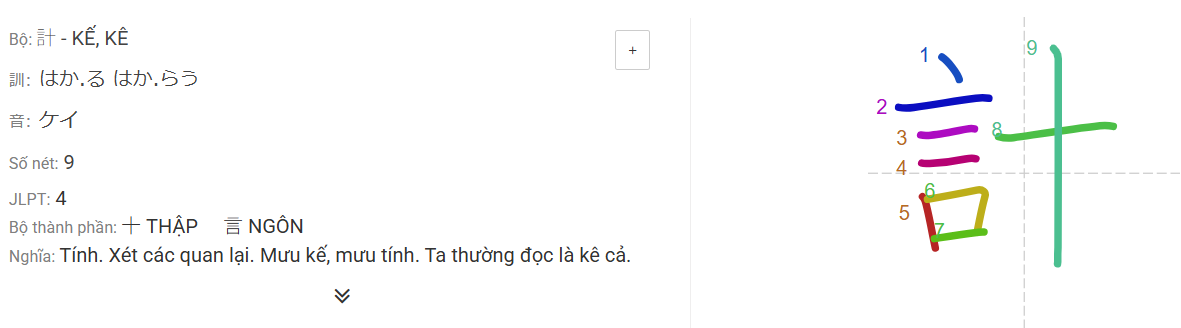 Bộ: 計 - KẾ, KÊ
+
訓: はか.る はか.らう
音: ケイ
Số nét: 9
JLPT: 4
Bộ thành phần: 十 THẬP 言 NGÔN
Nghĩa: Tính. Xét các quan lại. Mưu kế, mưu tính. Ta thường đọc là kê cả.
計
1
2
3
4
5
6
7
8
9